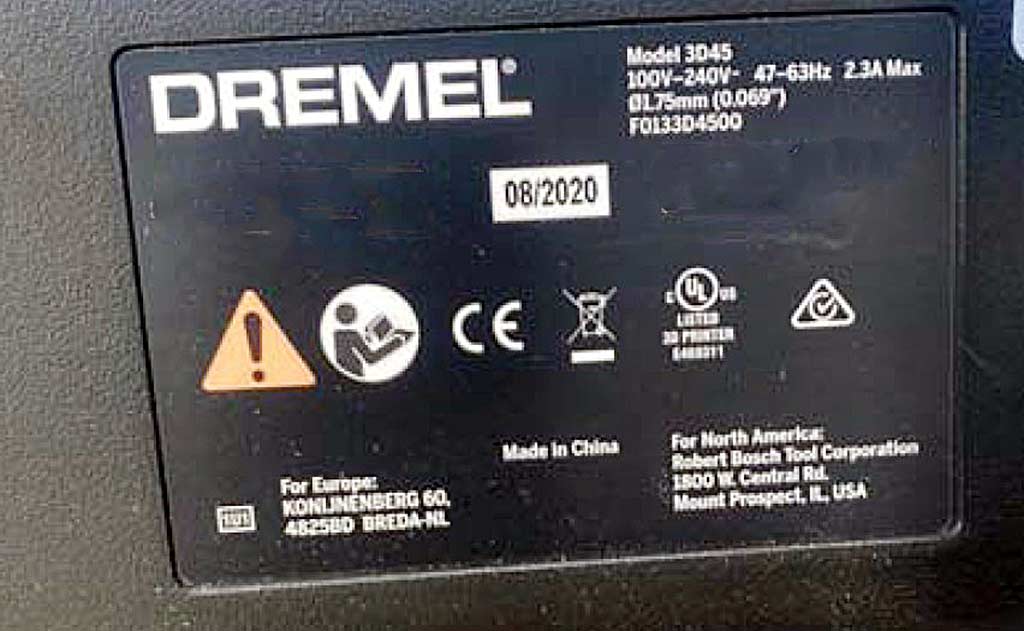 DREMEL®
Model 3D45
100V-240V~ 47-63Hz 2.3A Max
Ø1.75mm (0.069")
F0133D4500
08/2020
CE
C UL US
LISTED
3D PRINTER
Made in China
For North America:
Robert Bosch Tool Corporation
1800 W. Central Rd.
Mount Prospect, IL, USA
For Europe:
KONIJNENBERG 60,
4825BD BREDA-NL